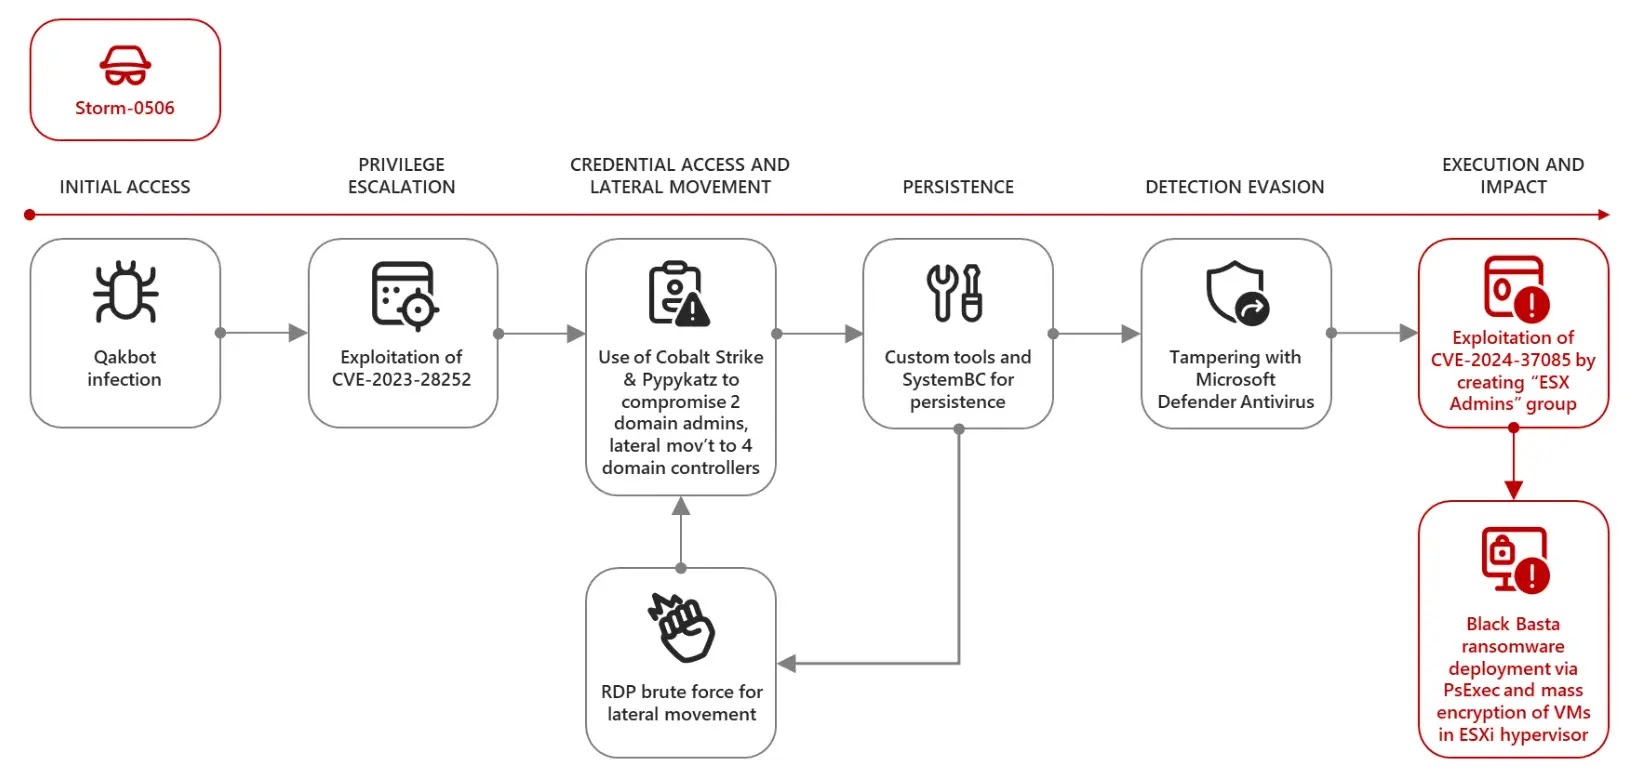 Storm-0506
INITIAL ACCESS
PRIVILEGE
ESCALATION
CREDENTIAL ACCESS AND
LATERAL MOVEMENT
PERSISTENCE
DETECTION EVASION
EXECUTION AND
IMPACT
Qakbot
infection
Exploitation of
CVE-2023-28252
Use of Cobalt Strike
& Pypykatz to
compromise 2
domain admins,
lateral mov’t to 4
domain controllers
Custom tools and
SystemBC for
persistence
Tampering with
Microsoft
Defender Antivirus
Exploitation of
CVE-2024-37085 by
creating “ESX
Admins” group
RDP brute force for
lateral movement
Black Basta
ransomware
deployment via
PsExec and mass
encryption of VMs
in ESXi hypervisor